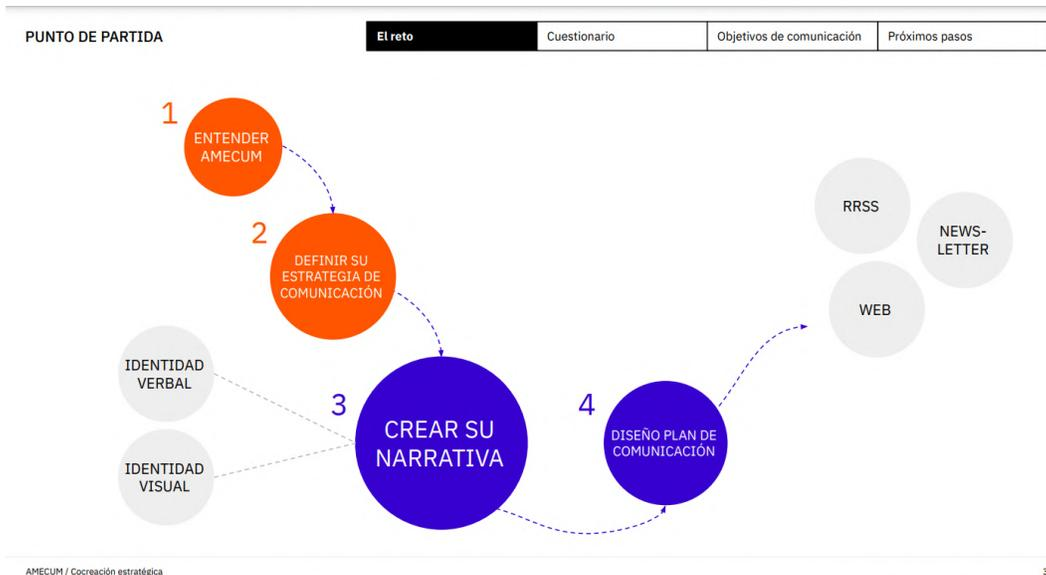 PUNTO DE PARTIDA
El reto
Cuestionario
Objetivos de comunicación
Próximos pasos
1
ENTENDER
AMECUM
2
DEFINIR SU
ESTRATEGIA DE
COMUNICACIÓN
IDENTIDAD
VERBAL
IDENTIDAD
VISUAL
3
CREAR SU
NARRATIVA
4
DISEÑO PLAN DE
COMUNICACIÓN
RRSS
NEWS-
LETTER
WEB
AMECUM / Cocreación estratégica